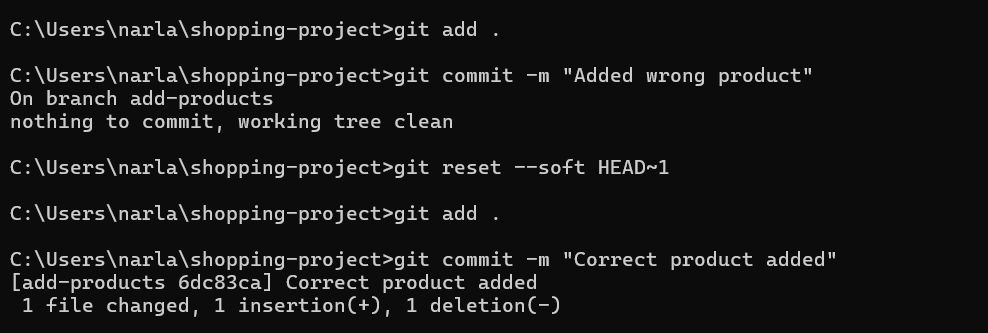 C:\Users\narla\shopping-project>git add .
C:\Users\narla\shopping-project>git commit -m "Added wrong product"
On branch add-products
nothing to commit, working tree clean
C:\Users\narla\shopping-project>git reset --soft HEAD~1
C:\Users\narla\shopping-project>git add .
C:\Users\narla\shopping-project>git commit -m "Correct product added"
[add-products 6dc83ca] Correct product added
 1 file changed, 1 insertion(+), 1 deletion(-)